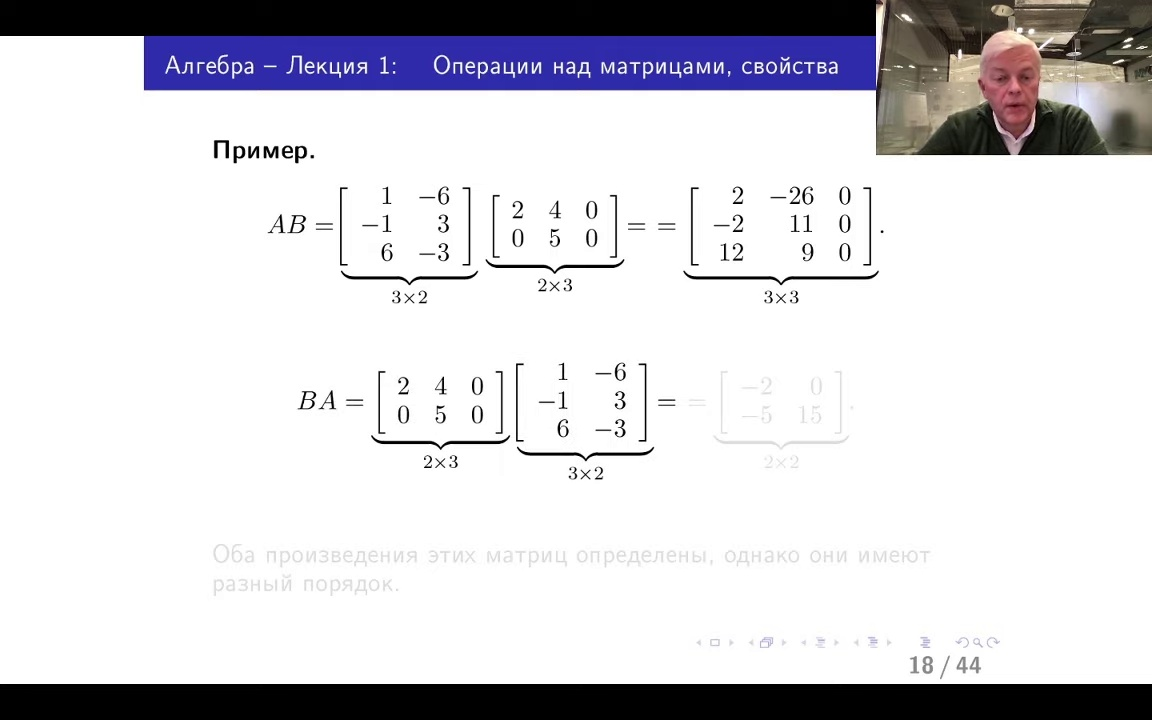 Алгебра – Лекция 1: Операции над матрицами, свойства
Пример.
AB = [ 1 −6 ; −1 3 ; 6 −3 ] [ 2 4 0 ; 0 5 0 ] = = [ 2 −26 0 ; −2 11 0 ; 12 9 0 ] .
3×2 2×3 3×3
BA = [ 2 4 0 ; 0 5 0 ] [ 1 −6 ; −1 3 ; 6 −3 ] = = [ −2 0 ; −5 15 ] .
2×3 3×2 2×2
Оба произведения этих матриц определены, однако они имеют
разный порядок.
18 / 44